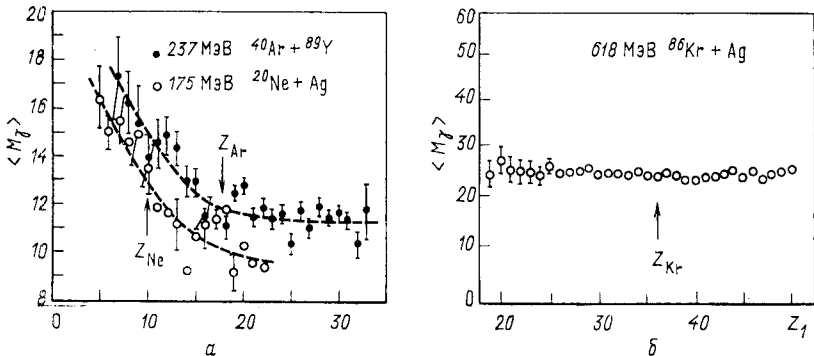 20
18
16
14
12
10
8
⟨Mγ⟩
237 МэВ ⁴⁰Ar + ⁸⁹Y
175 МэВ ²⁰Ne + Ag
Z_Ar
Z_Ne
0 10 20 30
а
60
50
40
30
20
10
0
⟨Mγ⟩
618 МэВ ⁸⁶Kr + Ag
Z_Kr
20 30 40 Z₁
б